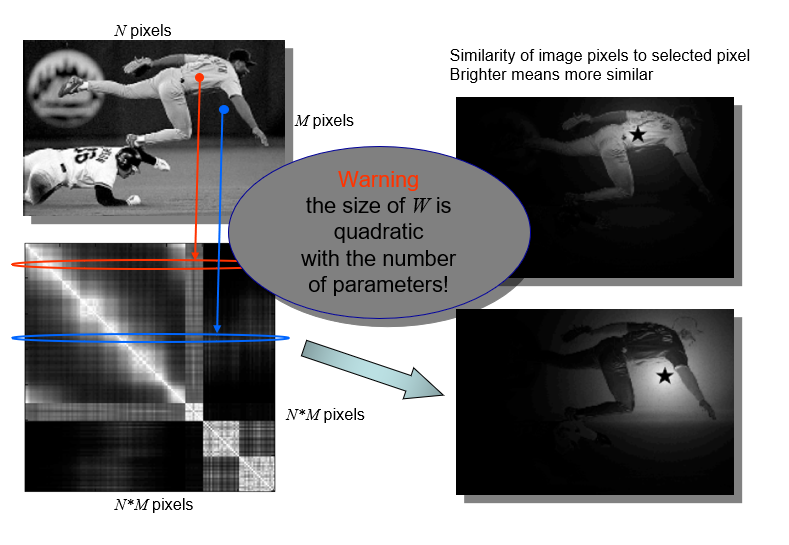 N pixels
Similarity of image pixels to selected pixel
Brighter means more similar
M pixels
Warning
the size of W is
quadratic
with the number
of parameters!
N*M pixels
N*M pixels